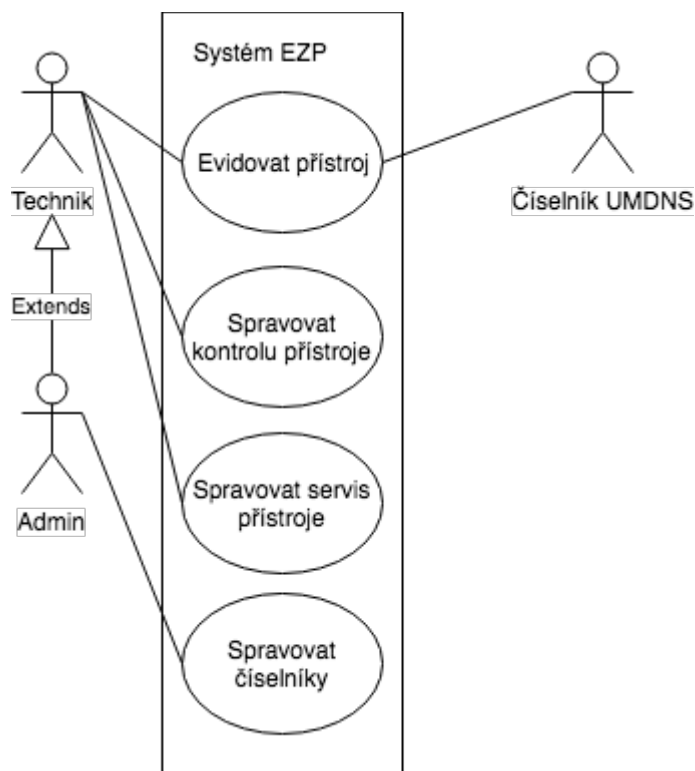 Systém EZP
Technik
Evidovat přístroj
Číselník UMDNS
Extends
Spravovat
kontrolu přístroje
Admin
Spravovat servis
přístroje
Spravovat
číselníky